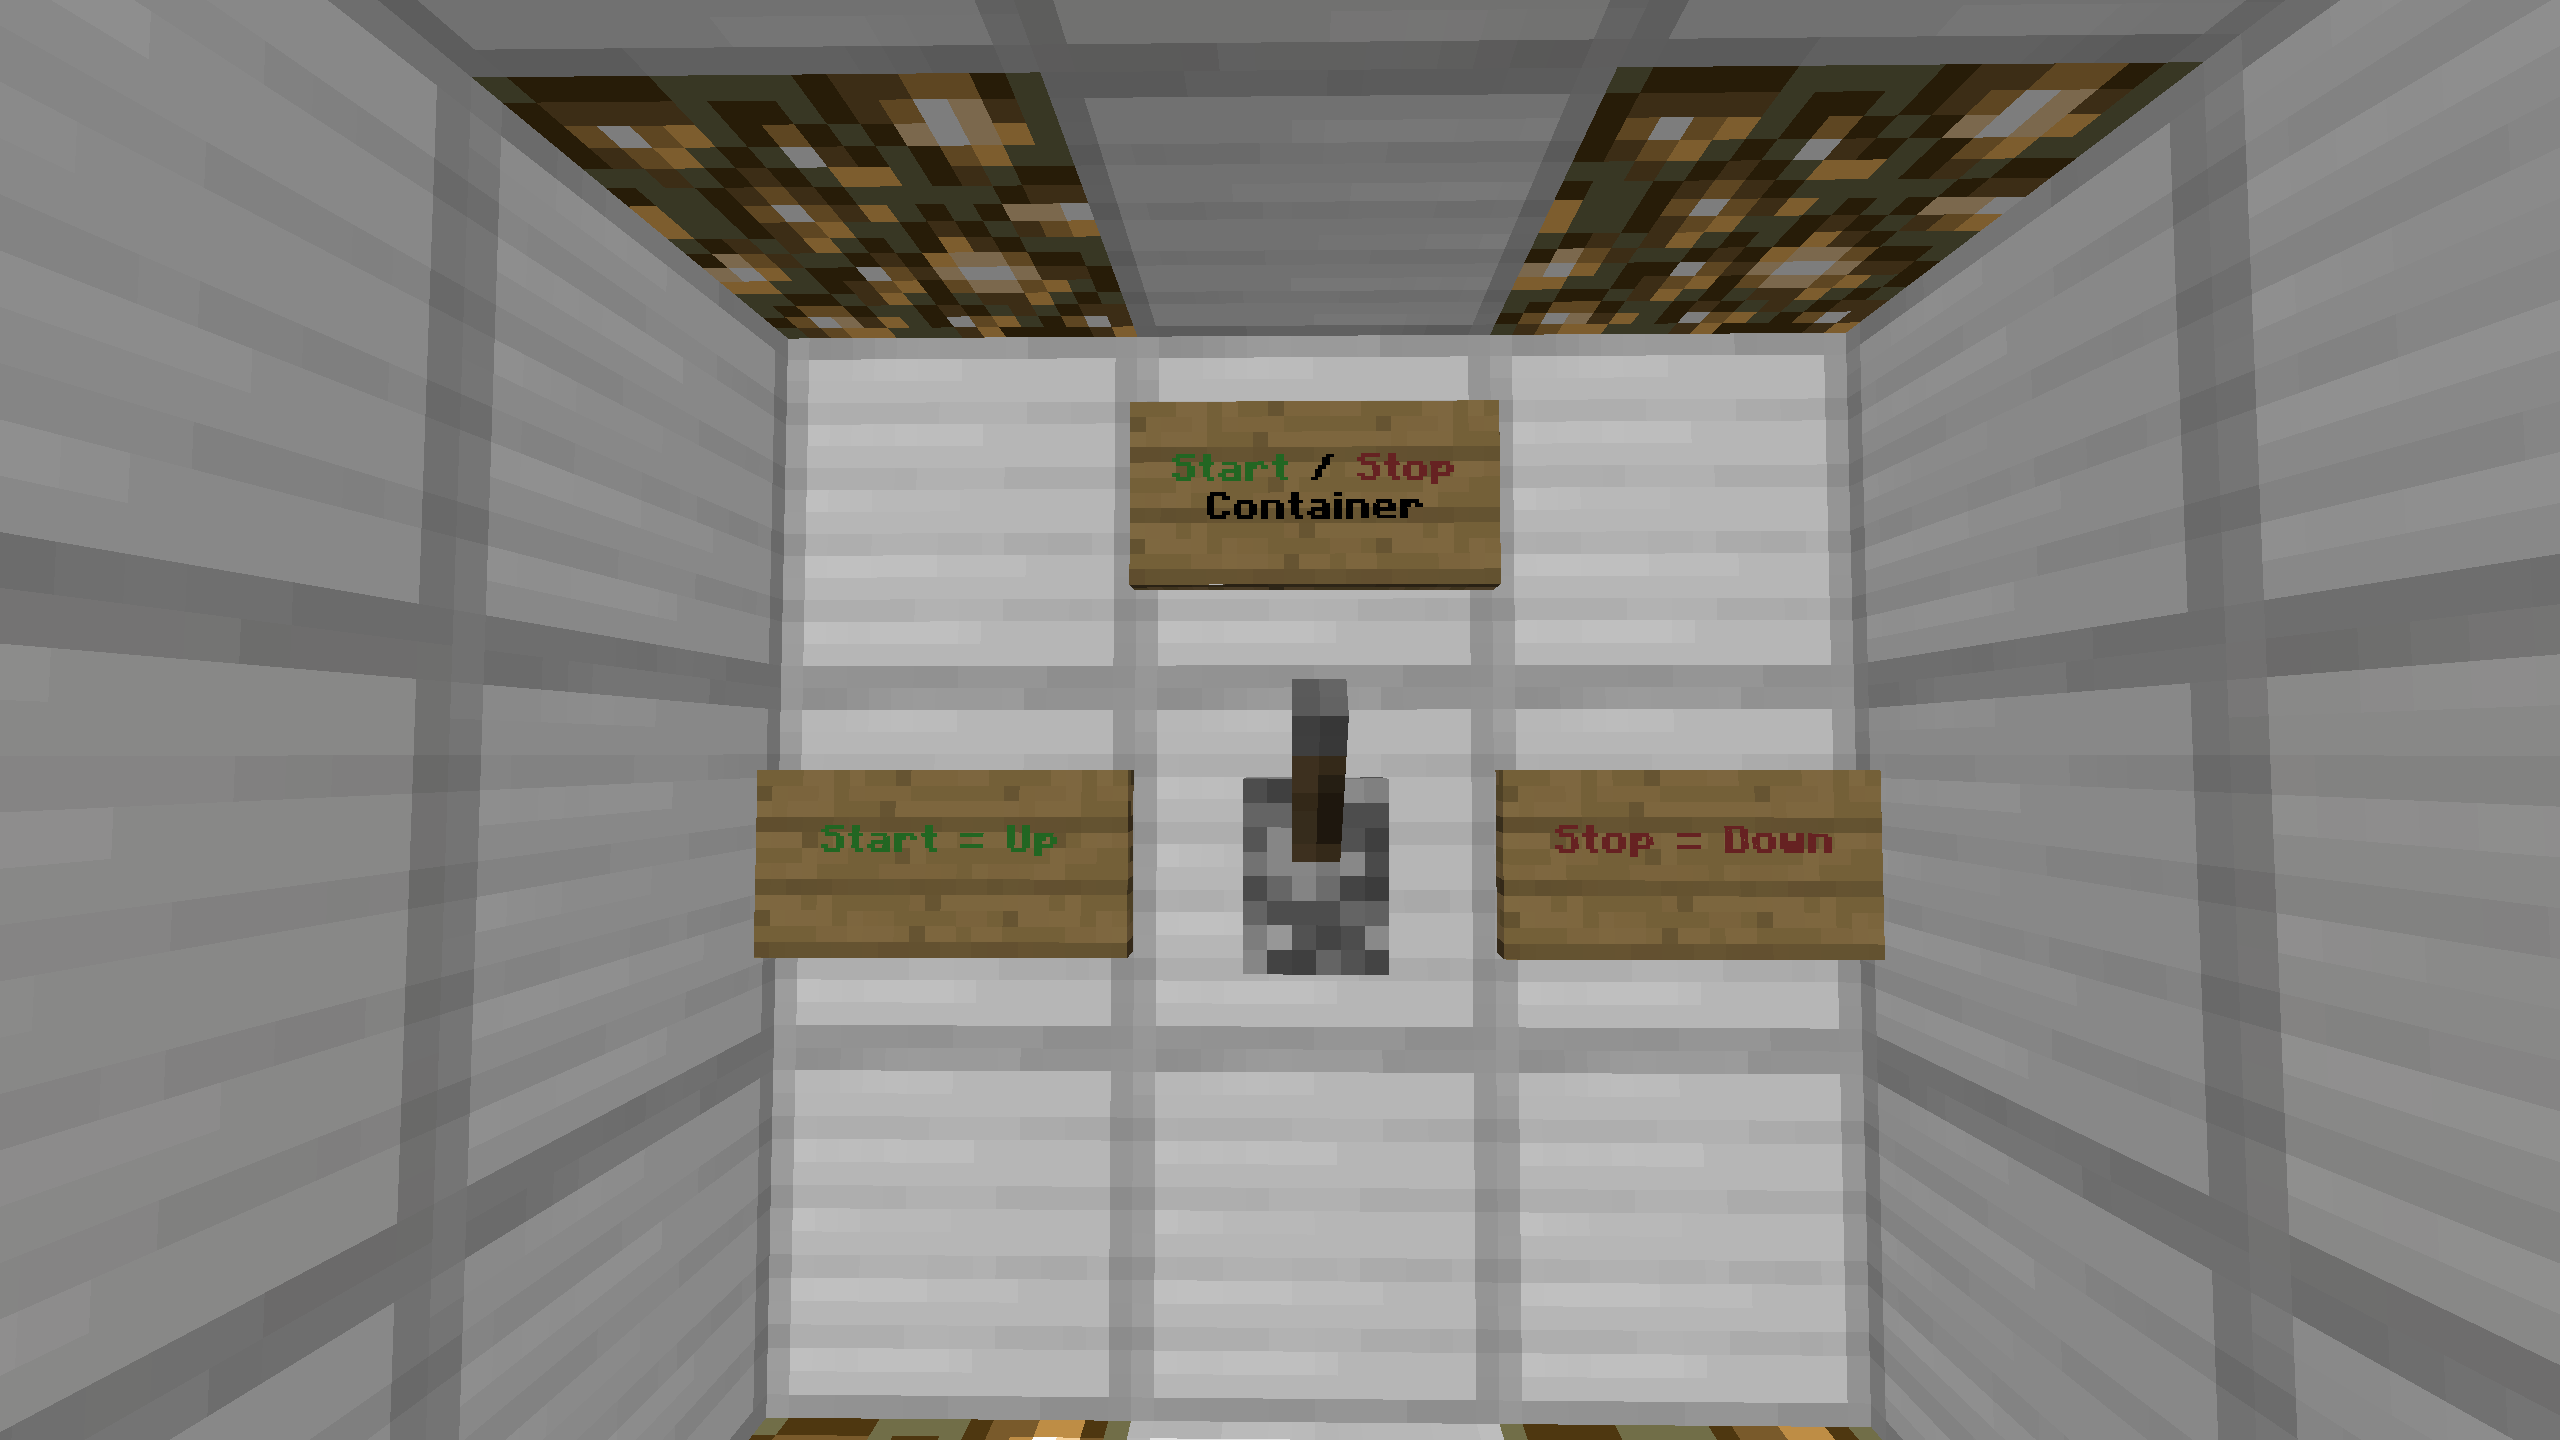 Start / Stop
Container
Start = Up
Stop = Down